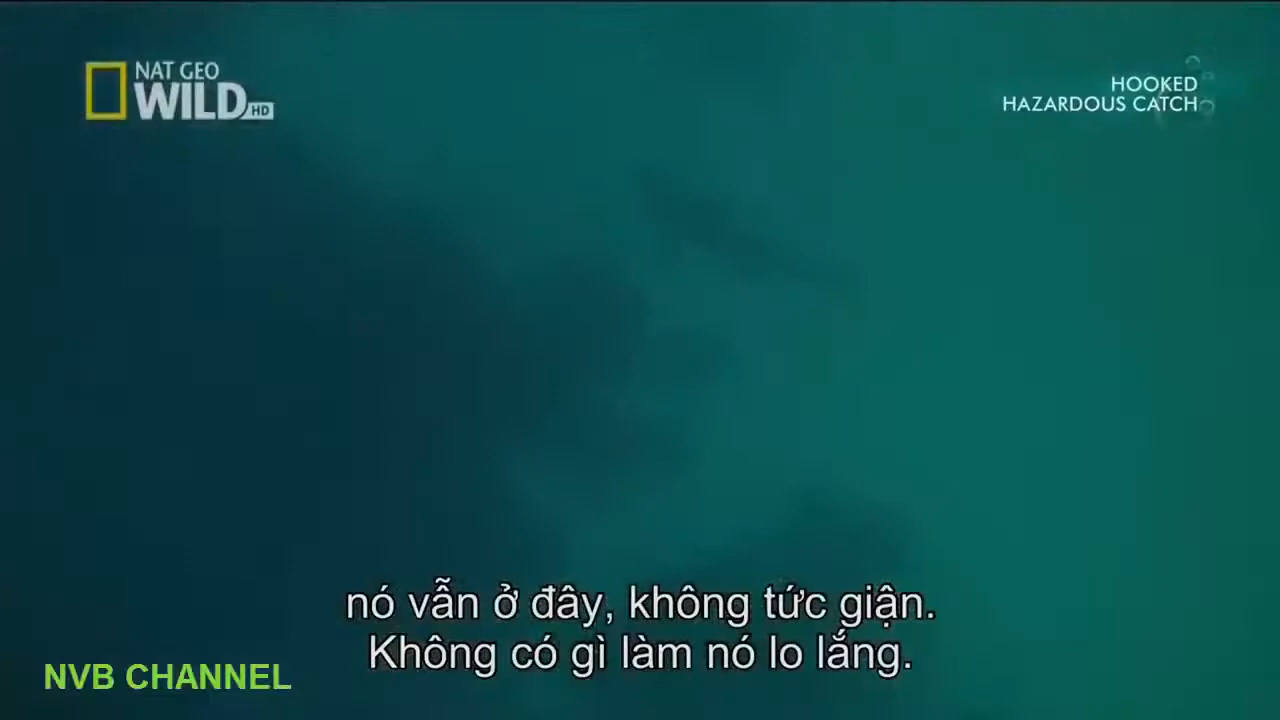 NAT GEO
WILD HD
HOOKED
HAZARDOUS CATCH
nó vẫn ở đây, không tức giận.
Không có gì làm nó lo lắng.
NVB CHANNEL